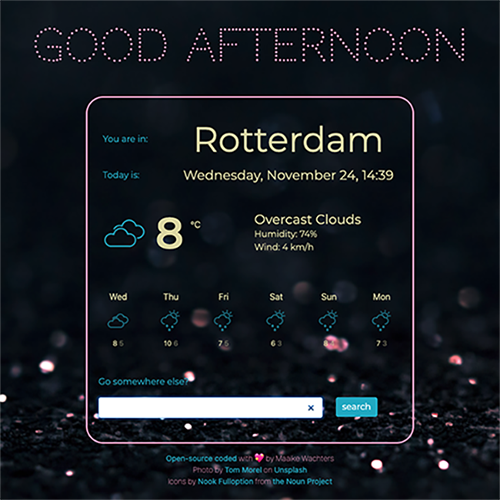 GOOD AFTERNOON
You are in: Rotterdam
Today is: Wednesday, November 24, 14:39
8 °C
Overcast Clouds
Humidity: 74%
Wind: 4 km/h
Wed Thu Fri Sat Sun Mon
8 5 10 6 7 5 6 3 8 7 3
Go somewhere else?
× search
Open-source coded with 💖 by Maaike Wachters
Photo by Tom Morel on Unsplash
Icons by Nook Fulloption from the Noun Project